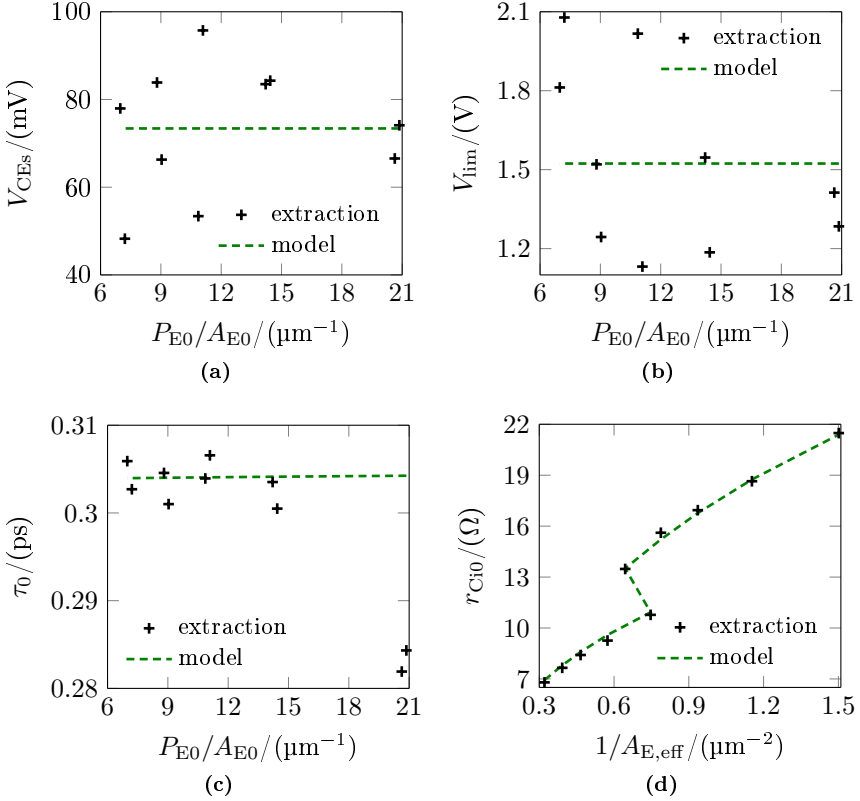 100
80
60
40
V_CEs/(mV)
extraction
model
6 9 12 15 18 21
P_E0/A_E0/(µm⁻¹)
(a)
2.1
1.8
1.5
1.2
V_lim/(V)
extraction
model
6 9 12 15 18 21
P_E0/A_E0/(µm⁻¹)
(b)
0.31
0.3
0.29
0.28
τ_0/(ps)
extraction
model
6 9 12 15 18 21
P_E0/A_E0/(µm⁻¹)
(c)
22
19
16
13
10
7
r_Ci0/(Ω)
extraction
model
0.3 0.6 0.9 1.2 1.5
1/A_E,eff/(µm⁻²)
(d)